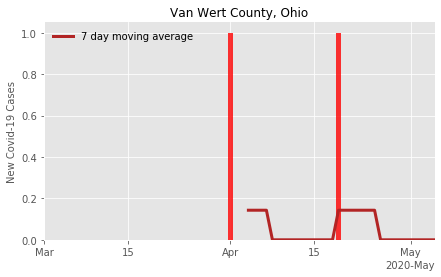 Van Wert County, Ohio
7 day moving average
New Covid-19 Cases
1.0
0.8
0.6
0.4
0.2
0.0
Mar
15
Apr
15
May
2020-May